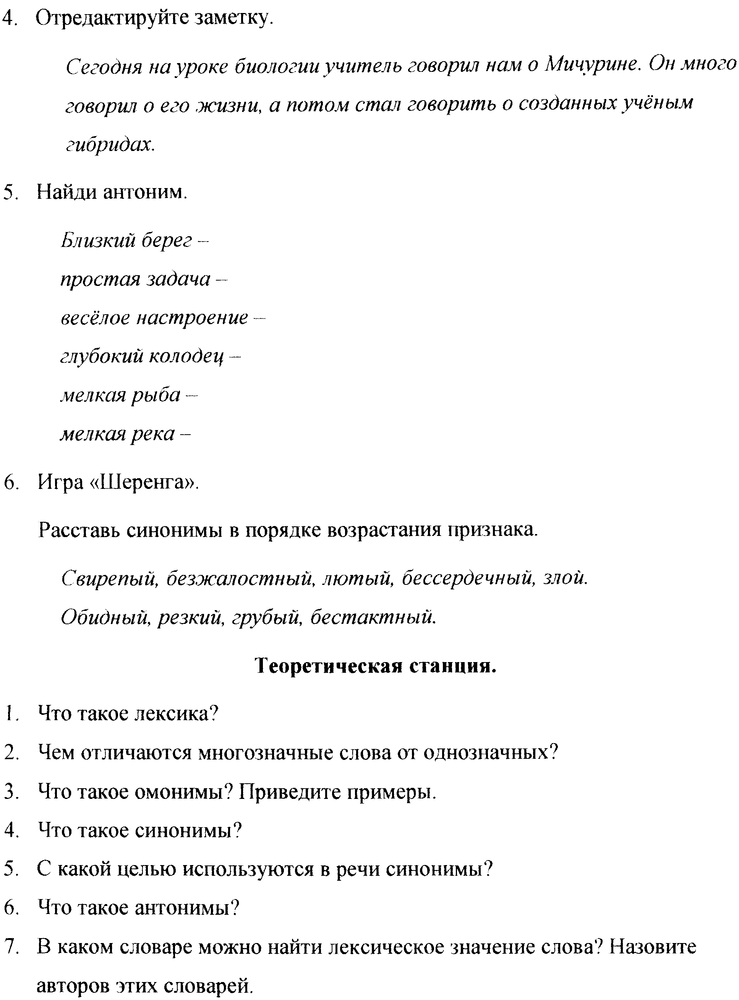 4. Отредактируйте заметку.
Сегодня на уроке биологии учитель говорил нам о Мичурине. Он много
говорил о его жизни, а потом стал говорить о созданных учёным
гибридах.
5. Найди антоним.
Близкий берег –
простая задача –
весёлое настроение –
глубокий колодец –
мелкая рыба –
мелкая река –
6. Игра «Шеренга».
Расставь синонимы в порядке возрастания признака.
Свирепый, безжалостный, лютый, бессердечный, злой.
Обидный, резкий, грубый, бестактный.
Теоретическая станция.
1. Что такое лексика?
2. Чем отличаются многозначные слова от однозначных?
3. Что такое омонимы? Приведите примеры.
4. Что такое синонимы?
5. С какой целью используются в речи синонимы?
6. Что такое антонимы?
7. В каком словаре можно найти лексическое значение слова? Назовите
авторов этих словарей.